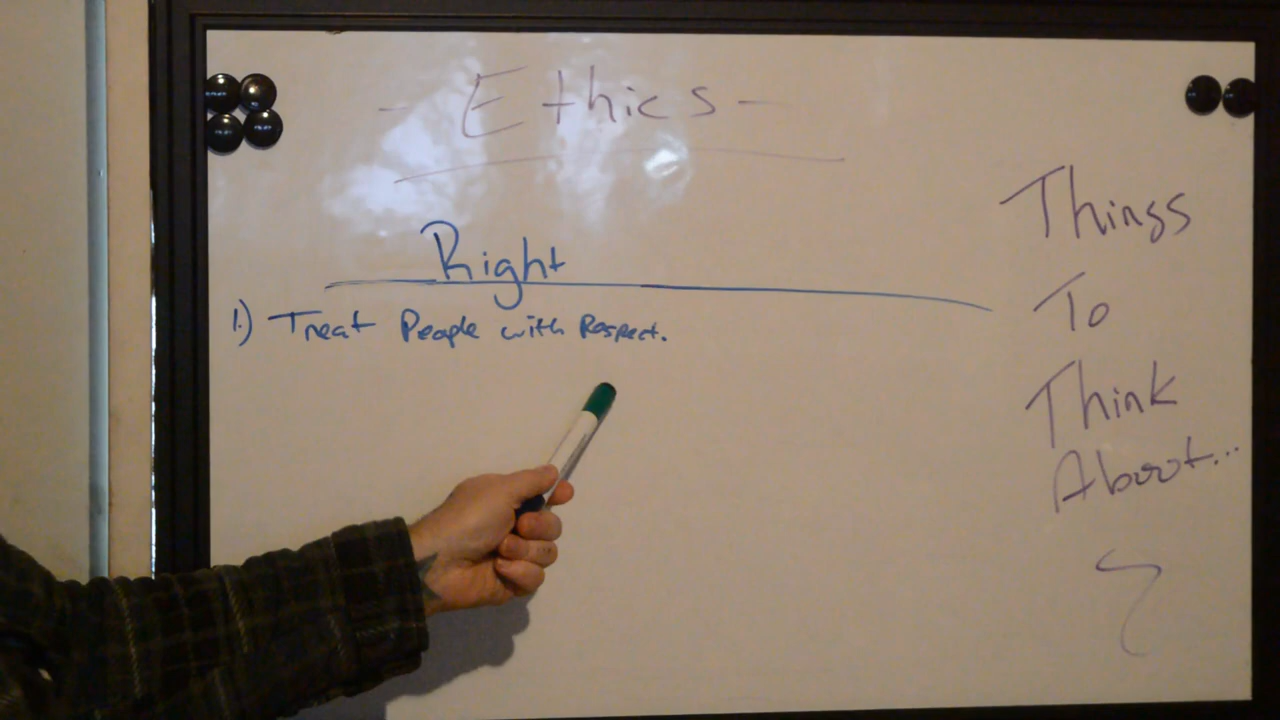 - Ethics -
Right
1.) Treat People with Respect.
Things
To
Think
About...